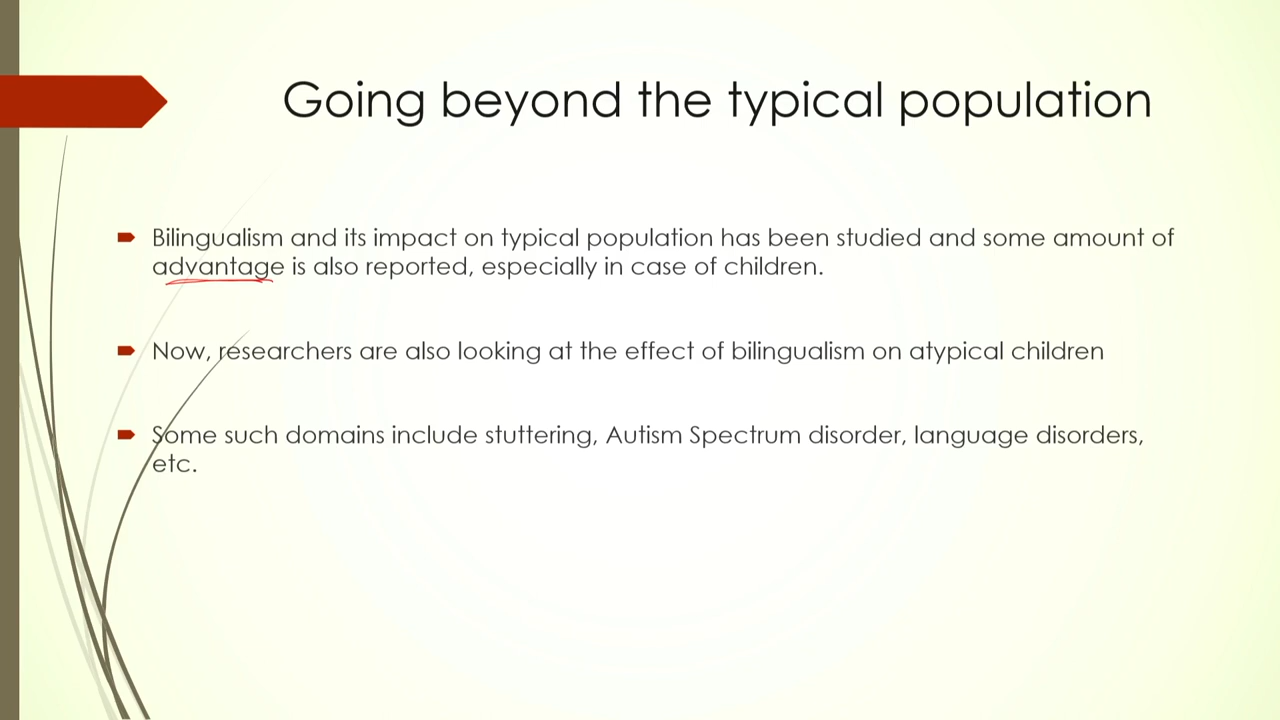 Going beyond the typical population
Bilingualism and its impact on typical population has been studied and some amount of
advantage is also reported, especially in case of children.
Now, researchers are also looking at the effect of bilingualism on atypical children
Some such domains include stuttering, Autism Spectrum disorder, language disorders,
etc.